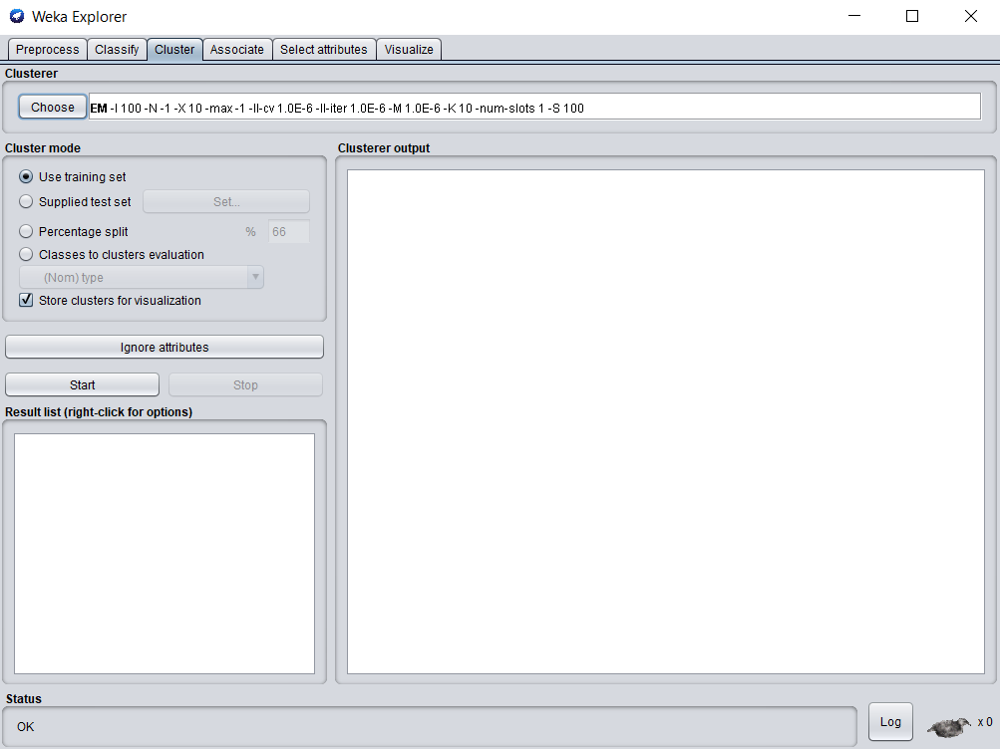 Weka Explorer
Preprocess Classify Cluster Associate Select attributes Visualize
Clusterer
Choose EM -I 100 -N -1 -X 10 -max -1 -ll-cv 1.0E-6 -ll-iter 1.0E-6 -M 1.0E-6 -K 10 -num-slots 1 -S 100
Cluster mode
Use training set
Supplied test set Set...
Percentage split % 66
Classes to clusters evaluation
(Nom) type
Store clusters for visualization
Ignore attributes
Start Stop
Result list (right-click for options)
Clusterer output
Status
OK
Log x 0